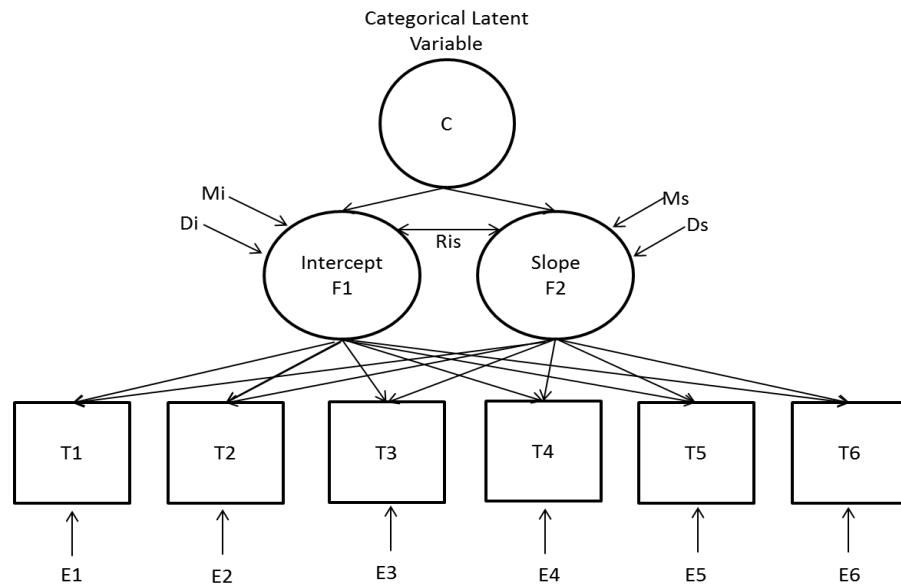 Categorical Latent
Variable
C
Mi
Ms
Di
Ds
Ris
Intercept
F1
Slope
F2
T1
T2
T3
T4
T5
T6
E1
E2
E3
E4
E5
E6